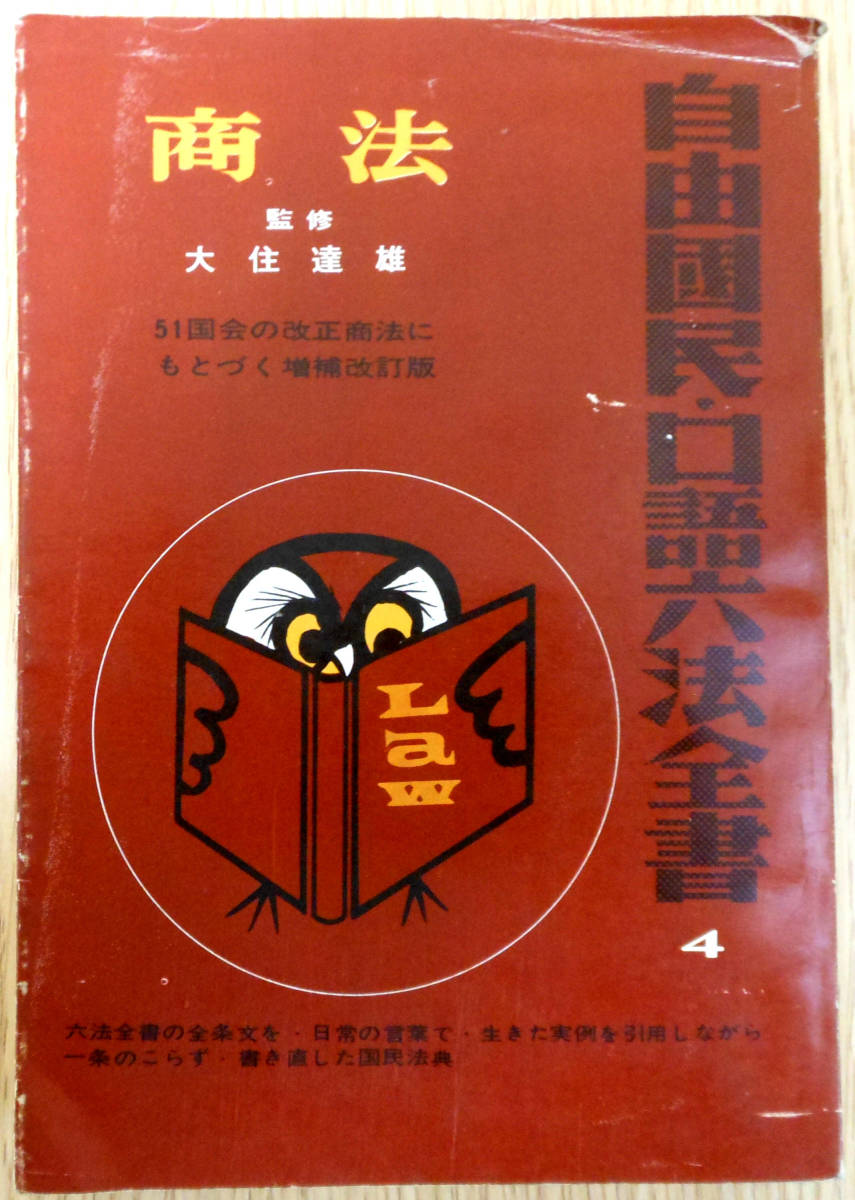 商法
監修
大住達雄
51国会の改正商法に
もとづく増補改訂版
自由國民・口語六法全書
4
Law
六法全書の全条文を・日常の言葉で・生きた実例を引用しながら
一条のこらず・書き直した国民法典